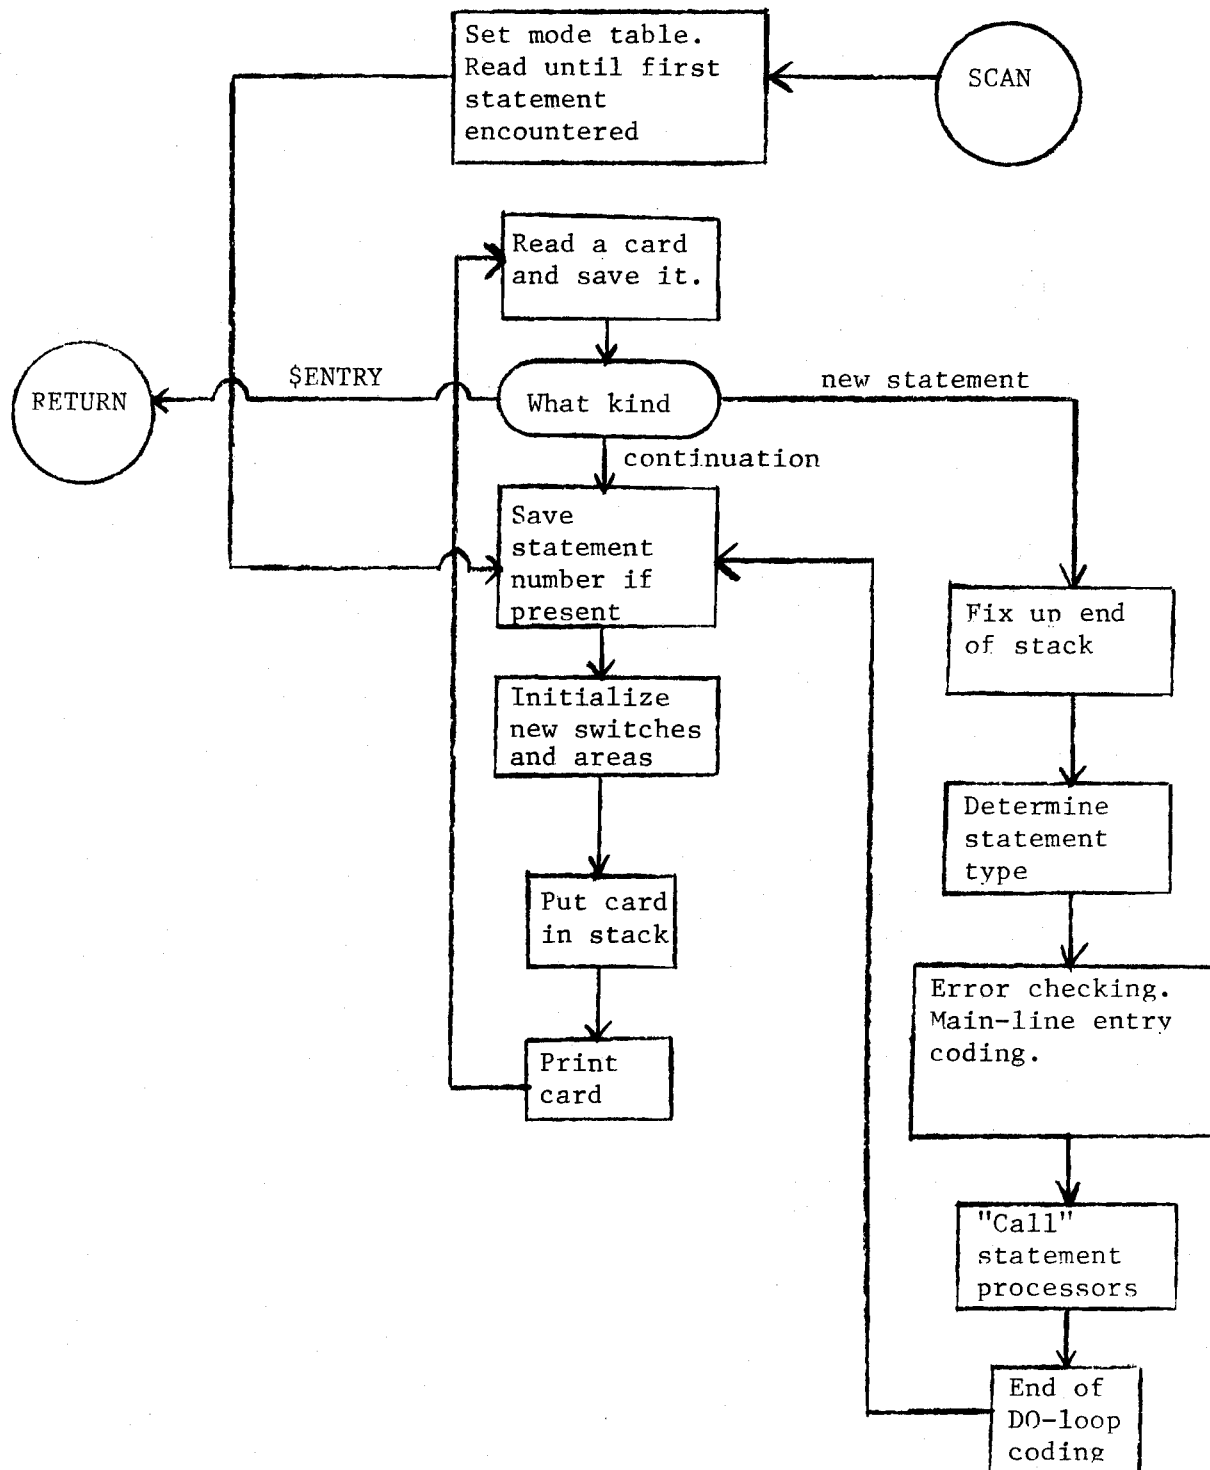 Set mode table.
Read until first
statement
encountered
SCAN
Read a card
and save it.
RETURN
$ENTRY
What kind
new statement
continuation
Save
statement
number if
present
Fix up end
of stack
Initialize
new switches
and areas
Determine
statement
type
Put card
in stack
Error checking.
Main-line entry
coding.
Print
card
"Call"
statement
processors
End of
DO-loop
coding